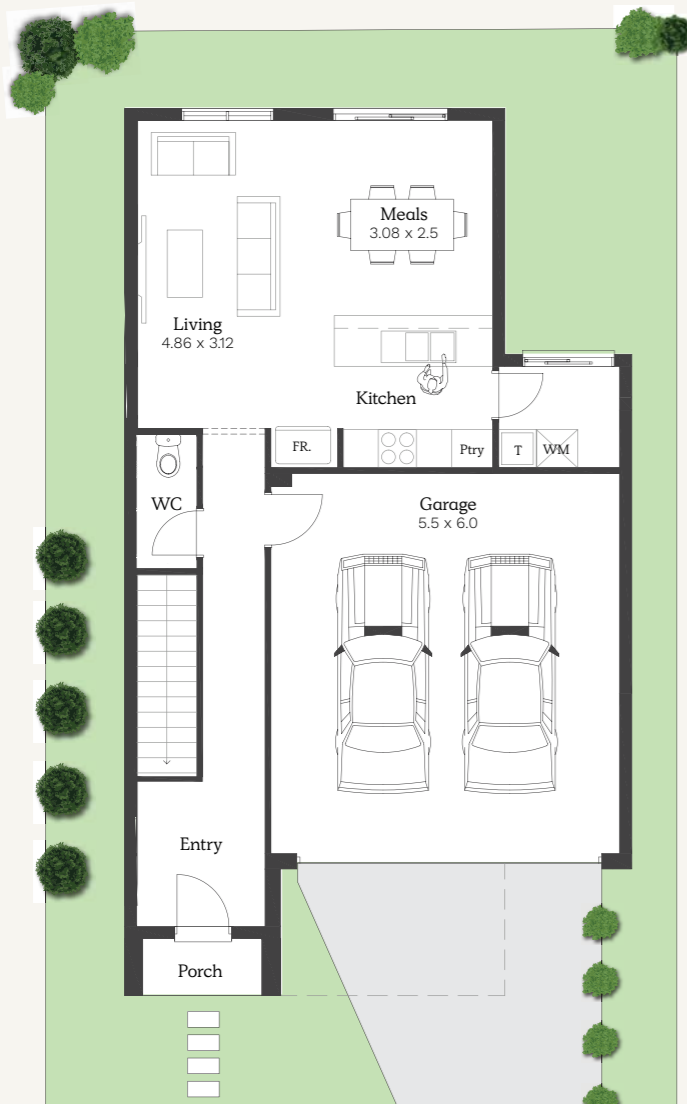 Meals
3.08 x 2.5
Living
4.86 x 3.12
Kitchen
FR.
Ptry
T
WM
WC
Garage
5.5 x 6.0
Entry
Porch